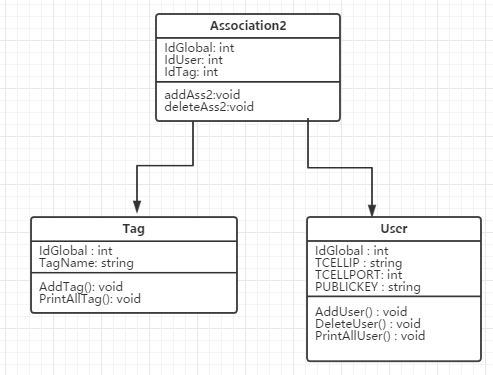 Association2
IdGlobal: int
IdUser: int
IdTag: int
addAss2:void
deleteAss2:void
Tag
IdGlobal : int
TagName: string
AddTag(): void
PrintAllTag(): void
User
IdGlobal : int
TCELLIP : string
TCELLPORT: int
PUBLICKEY : string
AddUser() : void
DeleteUser() : void
PrintAllUser() : void